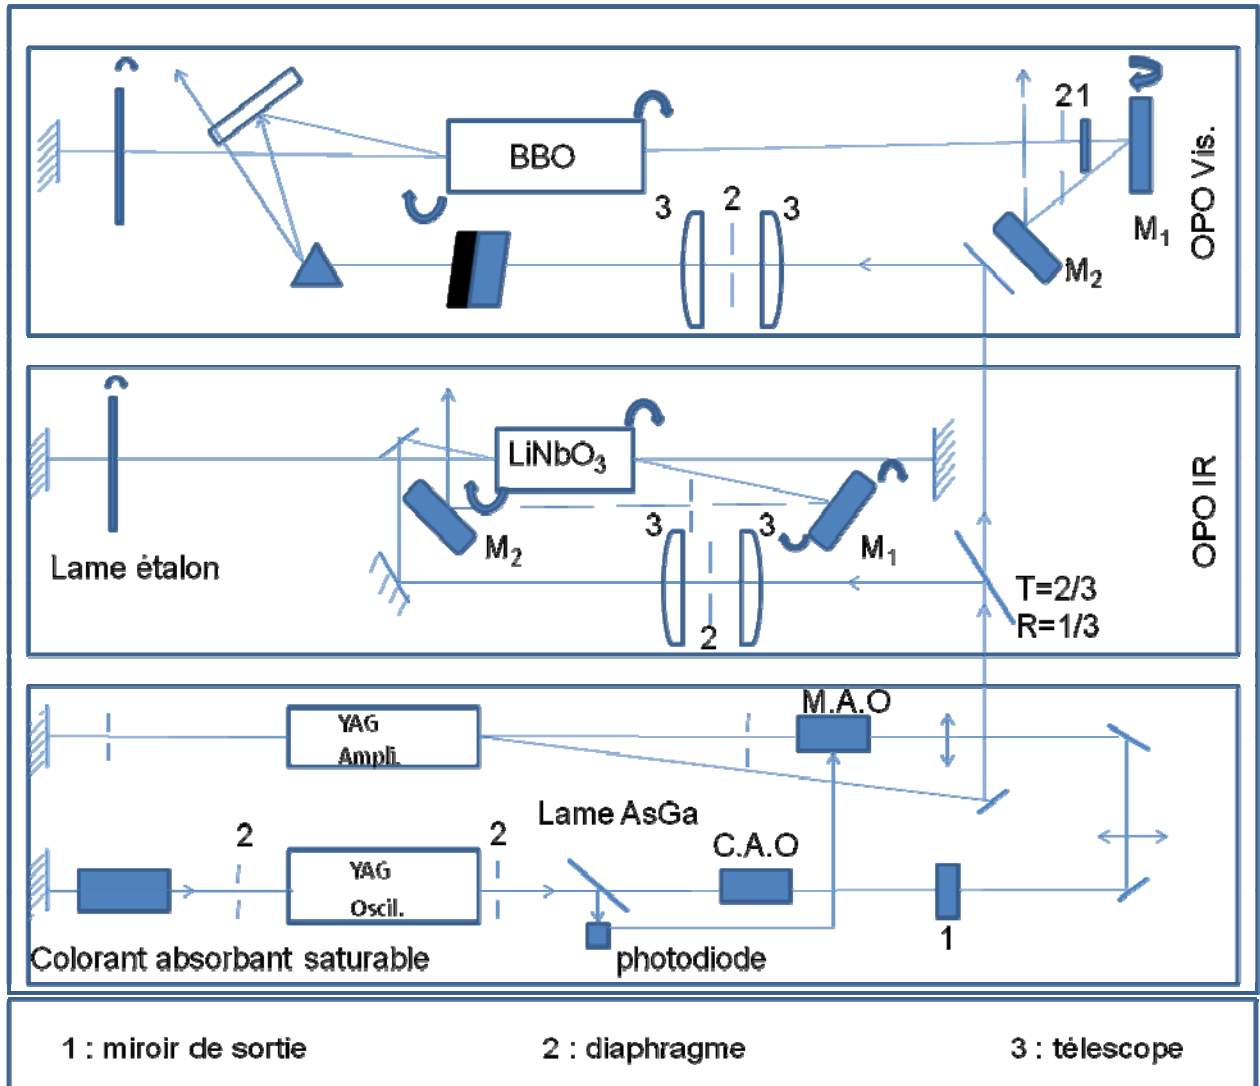 21
BBO
3
2
3
M1
M2
OPO Vis.
LiNbO3
3
3
M2
M1
Lame étalon
2
T=2/3
R=1/3
OPO IR
M.A.O
YAG
Ampli.
Lame AsGa
2
2
C.A.O
YAG
Oscil.
1
Colorant absorbant saturable
photodiode
1 : miroir de sortie
2 : diaphragme
3 : télescope